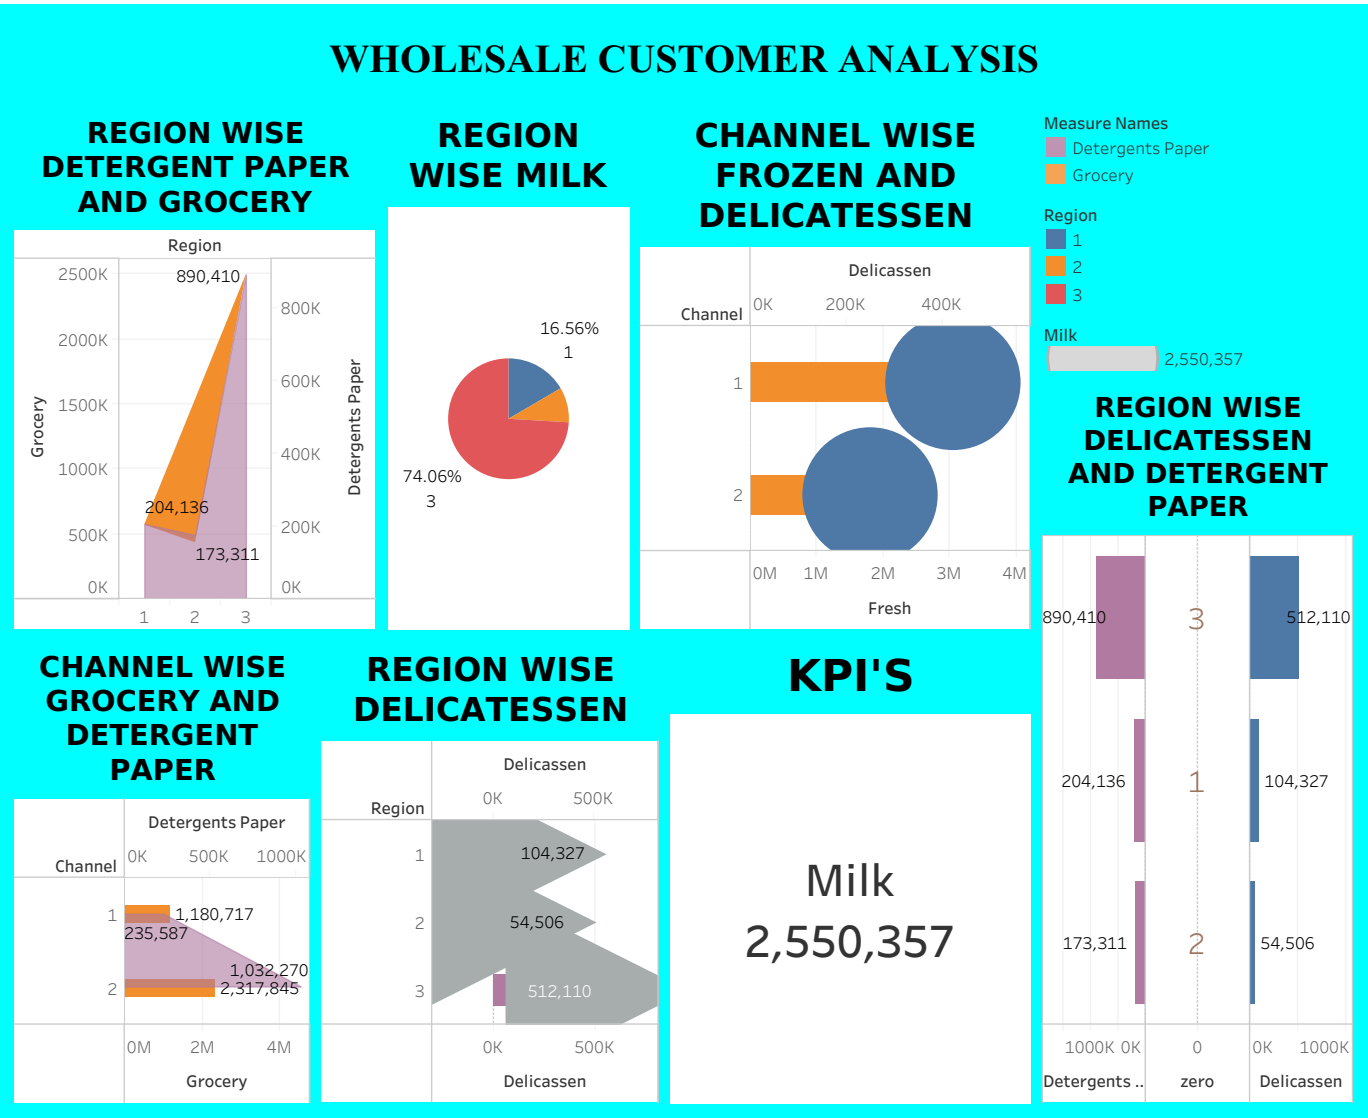 WHOLESALE CUSTOMER ANALYSIS
REGION WISE
DETERGENT PAPER
AND GROCERY
Region
2500K
2000K
1500K
1000K
500K
0K
Grocery
890,410
204,136
173,311
800K
600K
400K
200K
0K
Detergents Paper
1 2 3
REGION
WISE MILK
16.56%
1
74.06%
3
CHANNEL WISE
FROZEN AND
DELICATESSEN
Delicassen
Channel
0K 200K 400K
1
2
0M 1M 2M 3M 4M
Fresh
Measure Names
Detergents Paper
Grocery
Region
1
2
3
Milk
2,550,357
REGION WISE
DELICATESSEN
AND DETERGENT
PAPER
890,410 3 512,110
204,136 1 104,327
173,311 2 54,506
1000K 0K 0 0K 1000K
Detergents .. zero Delicassen
CHANNEL WISE
GROCERY AND
DETERGENT
PAPER
Detergents Paper
Channel
0K 500K 1000K
1 1,180,717
235,587
1,032,270
2 2,317,845
0M 2M 4M
Grocery
REGION WISE
DELICATESSEN
Delicassen
Region
0K 500K
1 104,327
2 54,506
3 512,110
0K 500K
Delicassen
KPI'S
Milk
2,550,357